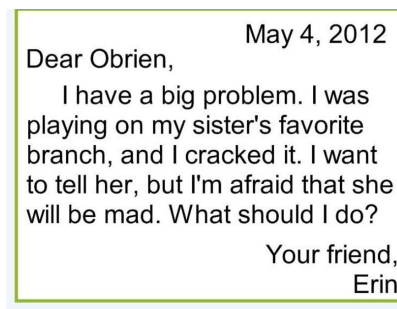 May 4, 2012
Dear Obrien,
I have a big problem. I was
playing on my sister's favorite
branch, and I cracked it. I want
to tell her, but I'm afraid that she
will be mad. What should I do?
Your friend,
Erin